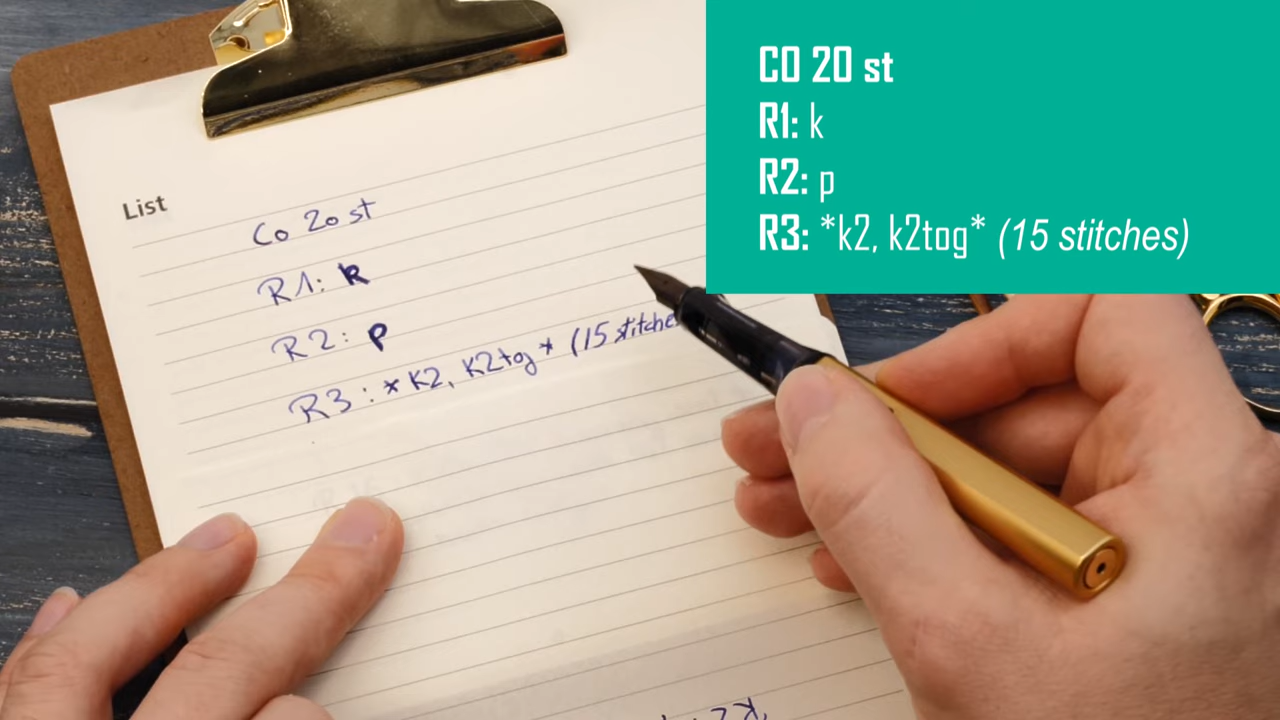 CO 20 st
R1: k
R2: p
R3: *k2, k2tog* (15 stitches)
List
Co 20 st
R1: k
R2: p
R3: *K2, K2tog* (15 stitche